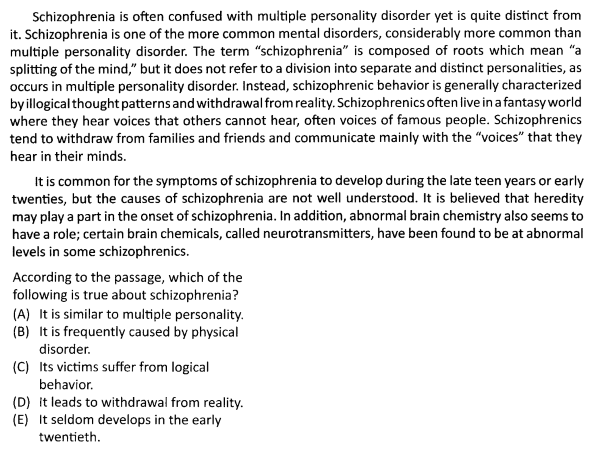 Schizophrenia is often confused with multiple personality disorder yet is quite distinct from
it. Schizophrenia is one of the more common mental disorders, considerably more common than
multiple personality disorder. The term “schizophrenia” is composed of roots which mean “a
splitting of the mind,” but it does not refer to a division into separate and distinct personalities, as
occurs in multiple personality disorder. Instead, schizophrenic behavior is generally characterized
by illogical thought patterns and withdrawal from reality. Schizophrenics often live in a fantasy world
where they hear voices that others cannot hear, often voices of famous people. Schizophrenics
tend to withdraw from families and friends and communicate mainly with the “voices” that they
hear in their minds.
It is common for the symptoms of schizophrenia to develop during the late teen years or early
twenties, but the causes of schizophrenia are not well understood. It is believed that heredity
may play a part in the onset of schizophrenia. In addition, abnormal brain chemistry also seems to
have a role; certain brain chemicals, called neurotransmitters, have been found to be at abnormal
levels in some schizophrenics.
According to the passage, which of the
following is true about schizophrenia?
(A) It is similar to multiple personality.
(B) It is frequently caused by physical
disorder.
(C) Its victims suffer from logical
behavior.
(D) It leads to withdrawal from reality.
(E) It seldom develops in the early
twentieth.